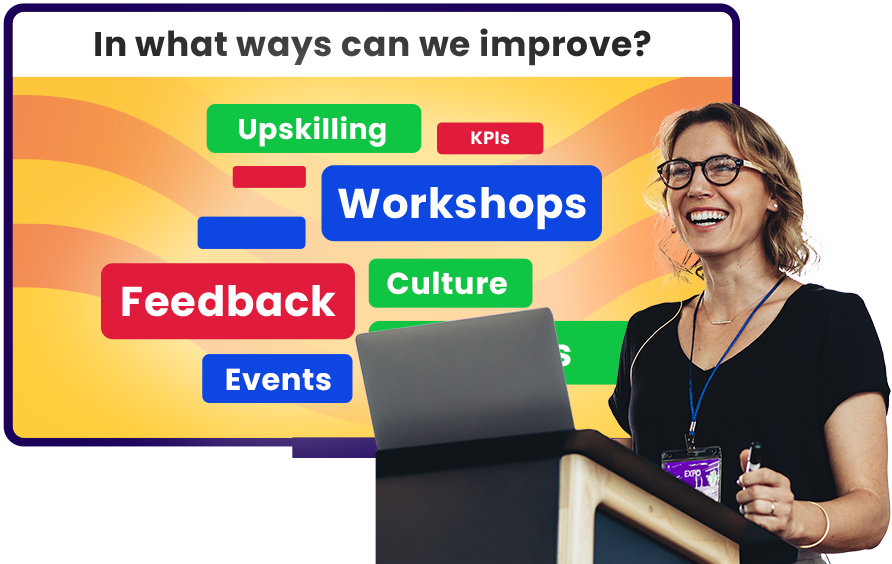 In what ways can we improve?
Upskilling
KPIs
Workshops
Feedback
Culture
Events
EXPO